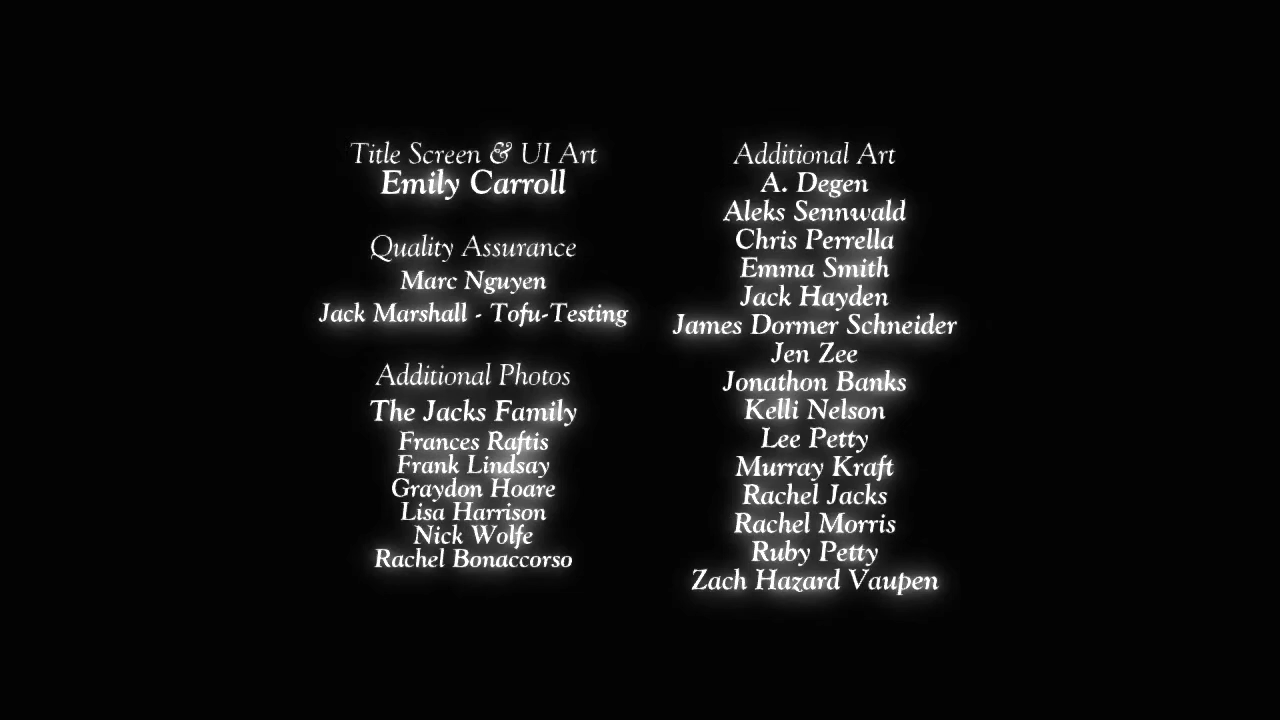 Title Screen & UI Art
Emily Carroll
Quality Assurance
Marc Nguyen
Jack Marshall - Tofu-Testing
Additional Photos
The Jacks Family
Frances Raftis
Frank Lindsay
Graydon Hoare
Lisa Harrison
Nick Wolfe
Rachel Bonaccorso
Additional Art
A. Degen
Aleks Sennwald
Chris Perrella
Emma Smith
Jack Hayden
James Dormer Schneider
Jen Zee
Jonathon Banks
Kelli Nelson
Lee Petty
Murray Kraft
Rachel Jacks
Rachel Morris
Ruby Petty
Zach Hazard Vaupen